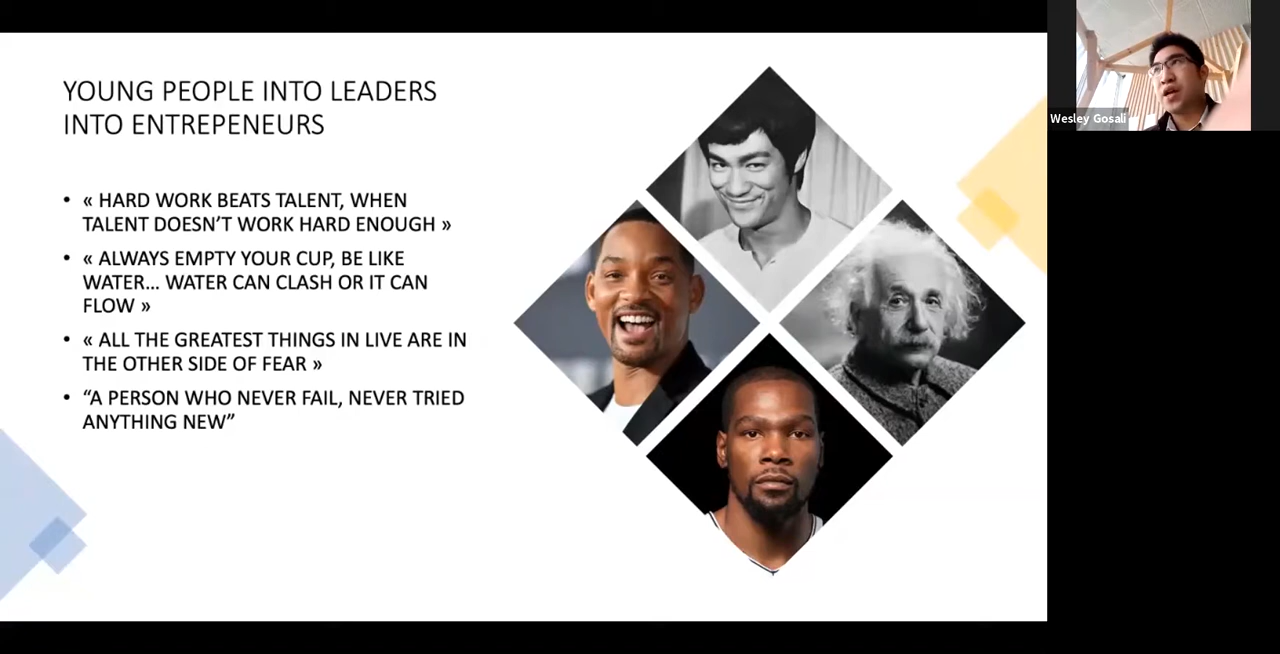 YOUNG PEOPLE INTO LEADERS
INTO ENTREPENEURS
• « HARD WORK BEATS TALENT, WHEN
TALENT DOESN'T WORK HARD ENOUGH »
• « ALWAYS EMPTY YOUR CUP, BE LIKE
WATER... WATER CAN CLASH OR IT CAN
FLOW »
• « ALL THE GREATEST THINGS IN LIVE ARE IN
THE OTHER SIDE OF FEAR »
• “A PERSON WHO NEVER FAIL, NEVER TRIED
ANYTHING NEW”
Wesley Gosali